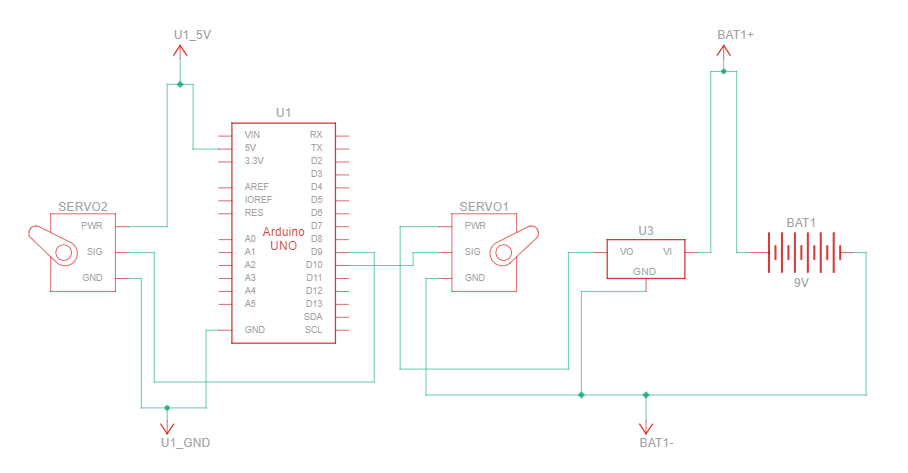 U1_5V
BAT1+
U1
VIN
RX
5V
TX
3.3V
D2
D3
AREF
D4
IOREF
D5
RES
D6
D7
A0
D8
A1
D9
A2
D10
A3
D11
A4
D12
A5
D13
SDA
GND
SCL
Arduino
UNO
SERVO2
PWR
SIG
GND
SERVO1
PWR
SIG
GND
U3
VO
VI
GND
BAT1
9V
U1_GND
BAT1-